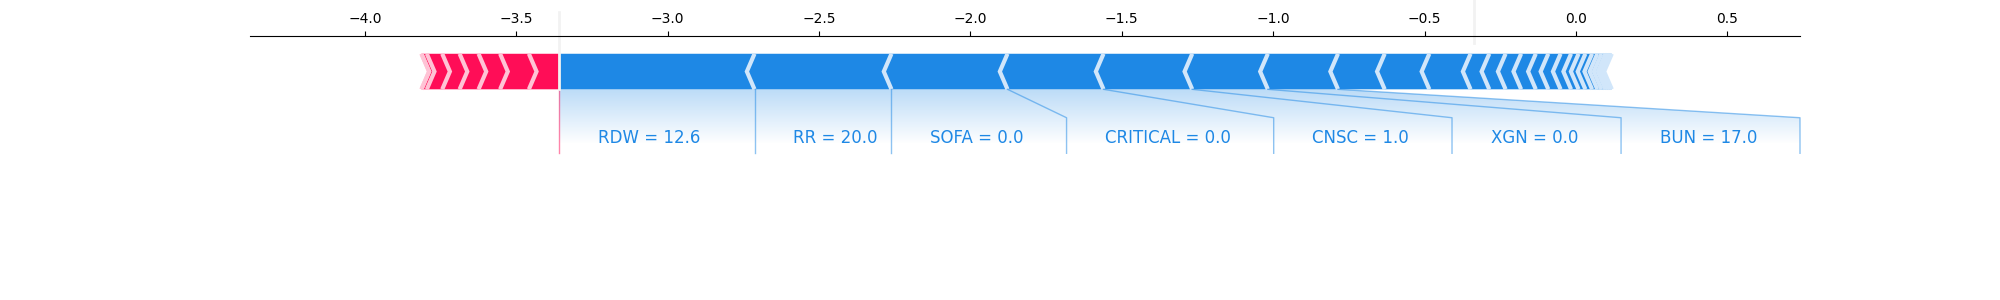 −4.0 −3.5 −3.0 −2.5 −2.0 −1.5 −1.0 −0.5 0.0 0.5
RDW = 12.6 RR = 20.0 SOFA = 0.0 CRITICAL = 0.0 CNSC = 1.0 XGN = 0.0 BUN = 17.0